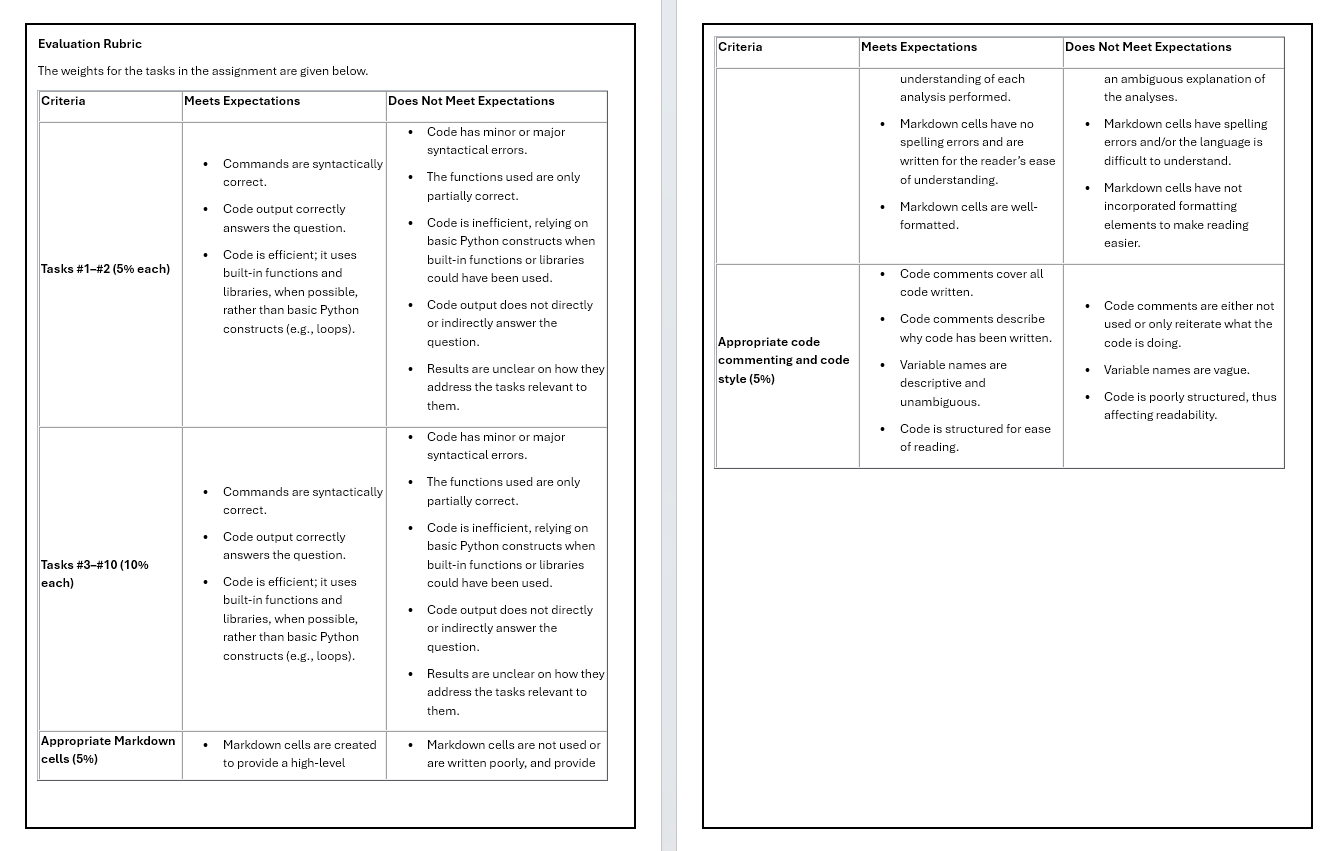 Evaluation Rubric
The weights for the tasks in the assignment are given below.
Criteria
Meets Expectations
Does Not Meet Expectations
Tasks #1–#2 (5% each)
• Commands are syntactically
correct.
• Code output correctly
answers the question.
• Code is efficient; it uses
built-in functions and
libraries, when possible,
rather than basic Python
constructs (e.g., loops).
• Code has minor or major
syntactical errors.
• The functions used are only
partially correct.
• Code is inefficient, relying on
basic Python constructs when
built-in functions or libraries
could have been used.
• Code output does not directly
or indirectly answer the
question.
• Results are unclear on how they
address the tasks relevant to
them.
Tasks #3–#10 (10%
each)
• Commands are syntactically
correct.
• Code output correctly
answers the question.
• Code is efficient; it uses
built-in functions and
libraries, when possible,
rather than basic Python
constructs (e.g., loops).
• Code has minor or major
syntactical errors.
• The functions used are only
partially correct.
• Code is inefficient, relying on
basic Python constructs when
built-in functions or libraries
could have been used.
• Code output does not directly
or indirectly answer the
question.
• Results are unclear on how they
address the tasks relevant to
them.
Appropriate Markdown
cells (5%)
• Markdown cells are created
to provide a high-level
• Markdown cells are not used or
are written poorly, and provide
Criteria
Meets Expectations
Does Not Meet Expectations
understanding of each
analysis performed.
• Markdown cells have no
spelling errors and are
written for the reader’s ease
of understanding.
• Markdown cells are well-
formatted.
an ambiguous explanation of
the analyses.
• Markdown cells have spelling
errors and/or the language is
difficult to understand.
• Markdown cells have not
incorporated formatting
elements to make reading
easier.
Appropriate code
commenting and code
style (5%)
• Code comments cover all
code written.
• Code comments describe
why code has been written.
• Variable names are
descriptive and
unambiguous.
• Code is structured for ease
of reading.
• Code comments are either not
used or only reiterate what the
code is doing.
• Variable names are vague.
• Code is poorly structured, thus
affecting readability.